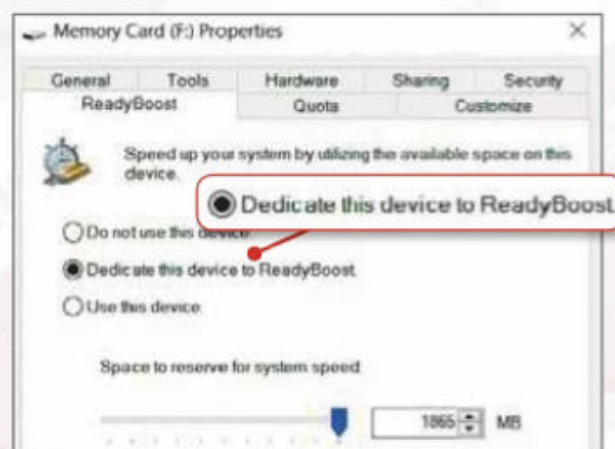 Memory Card (F:) Properties
General Tools Hardware Sharing Security
ReadyBoost Quota Customize
Speed up your system by utilizing the available space on this
device.
Dedicate this device to ReadyBoost
Do not use this device.
Dedicate this device to ReadyBoost
Use this device.
Space to reserve for system speed
1865 MB